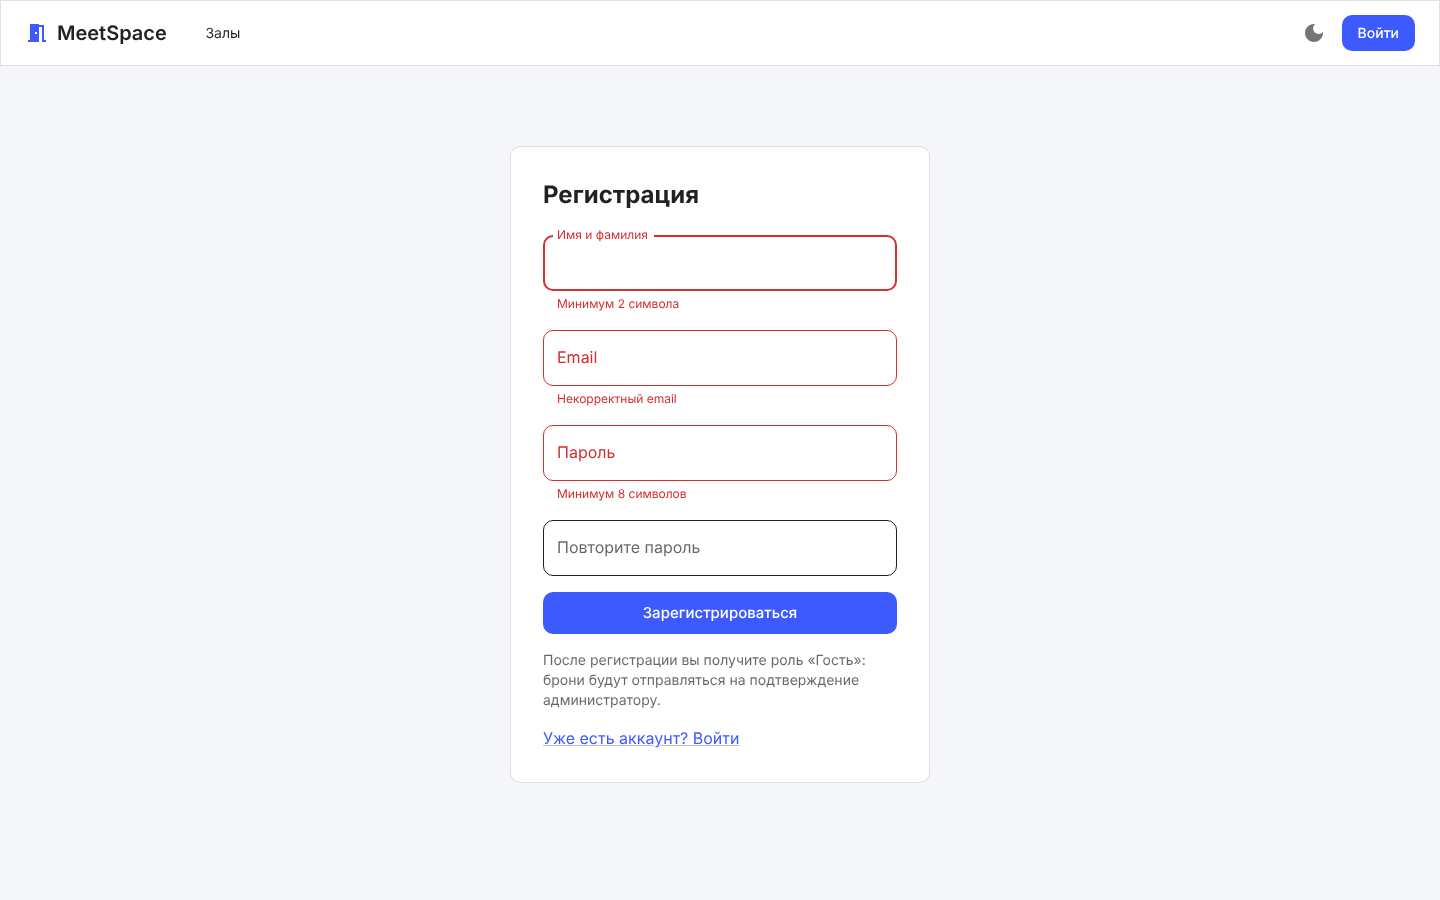 MeetSpace
Залы
Войти
Регистрация
Имя и фамилия
Минимум 2 символа
Email
Некорректный email
Пароль
Минимум 8 символов
Повторите пароль
Зарегистрироваться
После регистрации вы получите роль «Гость»:
брони будут отправляться на подтверждение
администратору.
Уже есть аккаунт? Войти